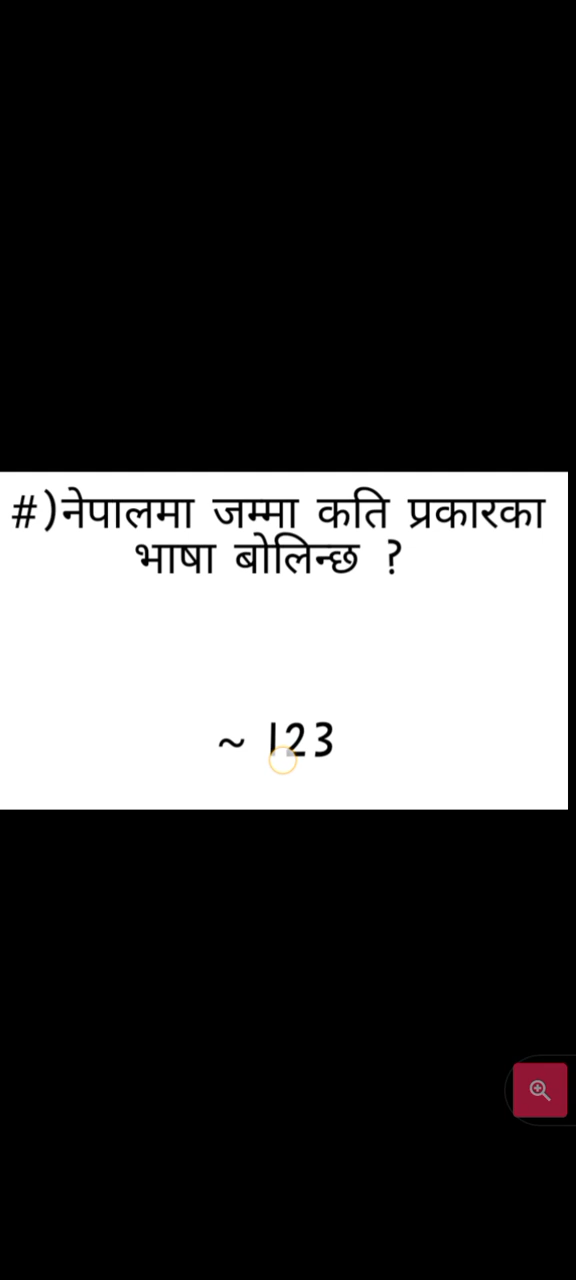 #)नेपालमा जम्मा कति प्रकारका
भाषा बोलिन्छ ?
~ 123